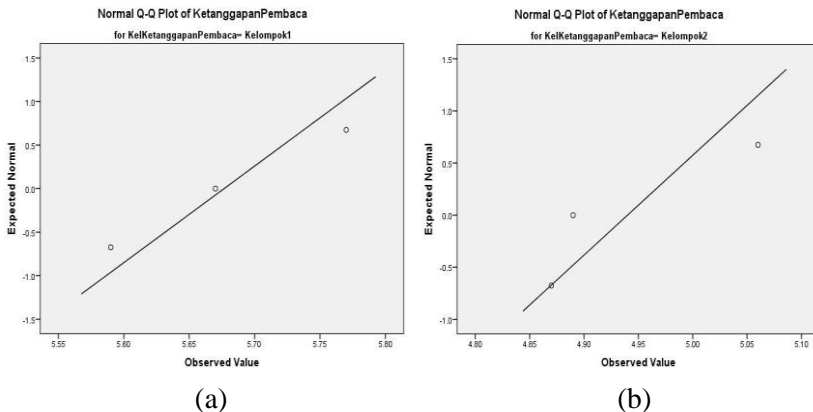 Normal Q-Q Plot of KetanggapanPembaca
for KelKetanggapanPembaca= Kelompok1
1.5
1.0
0.5
0.0
-0.5
-1.0
-1.5
Expected Normal
5.55 5.60 5.65 5.70 5.75 5.80
Observed Value
(a)
Normal Q-Q Plot of KetanggapanPembaca
for KelKetanggapanPembaca= Kelompok2
1.5
1.0
0.5
0.0
-0.5
-1.0
Expected Normal
4.80 4.85 4.90 4.95 5.00 5.05 5.10
Observed Value
(b)